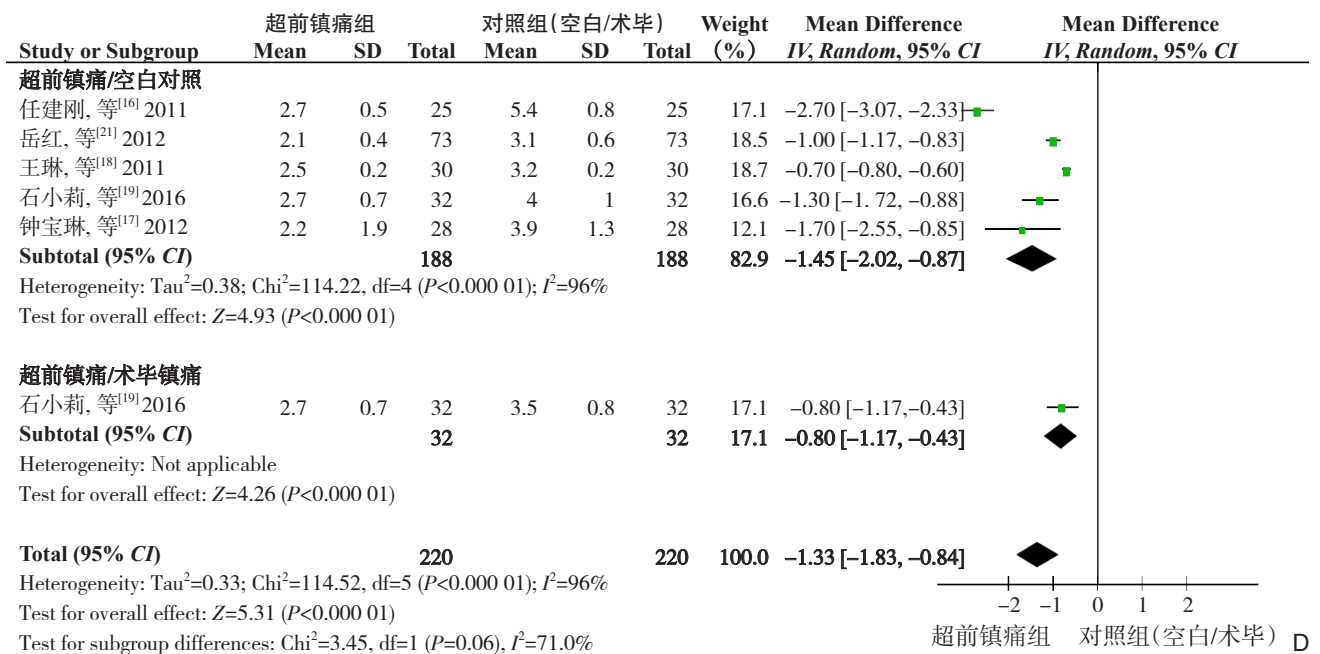 超前镇痛组 对照组(空白/术毕) Weight Mean Difference Mean Difference
Study or Subgroup Mean SD Total Mean SD Total (%) IV, Random, 95% CI IV, Random, 95% CI
超前镇痛/空白对照
任建刚, 等[16] 2011 2.7 0.5 25 5.4 0.8 25 17.1 −2.70 [−3.07, −2.33]
岳红, 等[21] 2012 2.1 0.4 73 3.1 0.6 73 18.5 −1.00 [−1.17, −0.83]
王琳, 等[18] 2011 2.5 0.2 30 3.2 0.2 30 18.7 −0.70 [−0.80, −0.60]
石小莉, 等[19] 2016 2.7 0.7 32 4 1 32 16.6 −1.30 [−1.72, −0.88]
钟宝琳, 等[17] 2012 2.2 1.9 28 3.9 1.3 28 12.1 −1.70 [−2.55, −0.85]
Subtotal (95% CI) 188 188 82.9 −1.45 [−2.02, −0.87]
Heterogeneity: Tau²=0.38; Chi²=114.22, df=4 (P<0.000 01); I²=96%
Test for overall effect: Z=4.93 (P<0.000 01)
超前镇痛/术毕镇痛
石小莉, 等[19] 2016 2.7 0.7 32 3.5 0.8 32 17.1 −0.80 [−1.17,−0.43]
Subtotal (95% CI) 32 32 17.1 −0.80 [−1.17, −0.43]
Heterogeneity: Not applicable
Test for overall effect: Z=4.26 (P<0.000 01)
Total (95% CI) 220 220 100.0 −1.33 [−1.83, −0.84]
Heterogeneity: Tau²=0.33; Chi²=114.52, df=5 (P<0.000 01); I²=96%
Test for overall effect: Z=5.31 (P<0.000 01)
Test for subgroup differences: Chi²=3.45, df=1 (P=0.06), I²=71.0%
−2 −1 0 1 2
超前镇痛组 对照组(空白/术毕) D